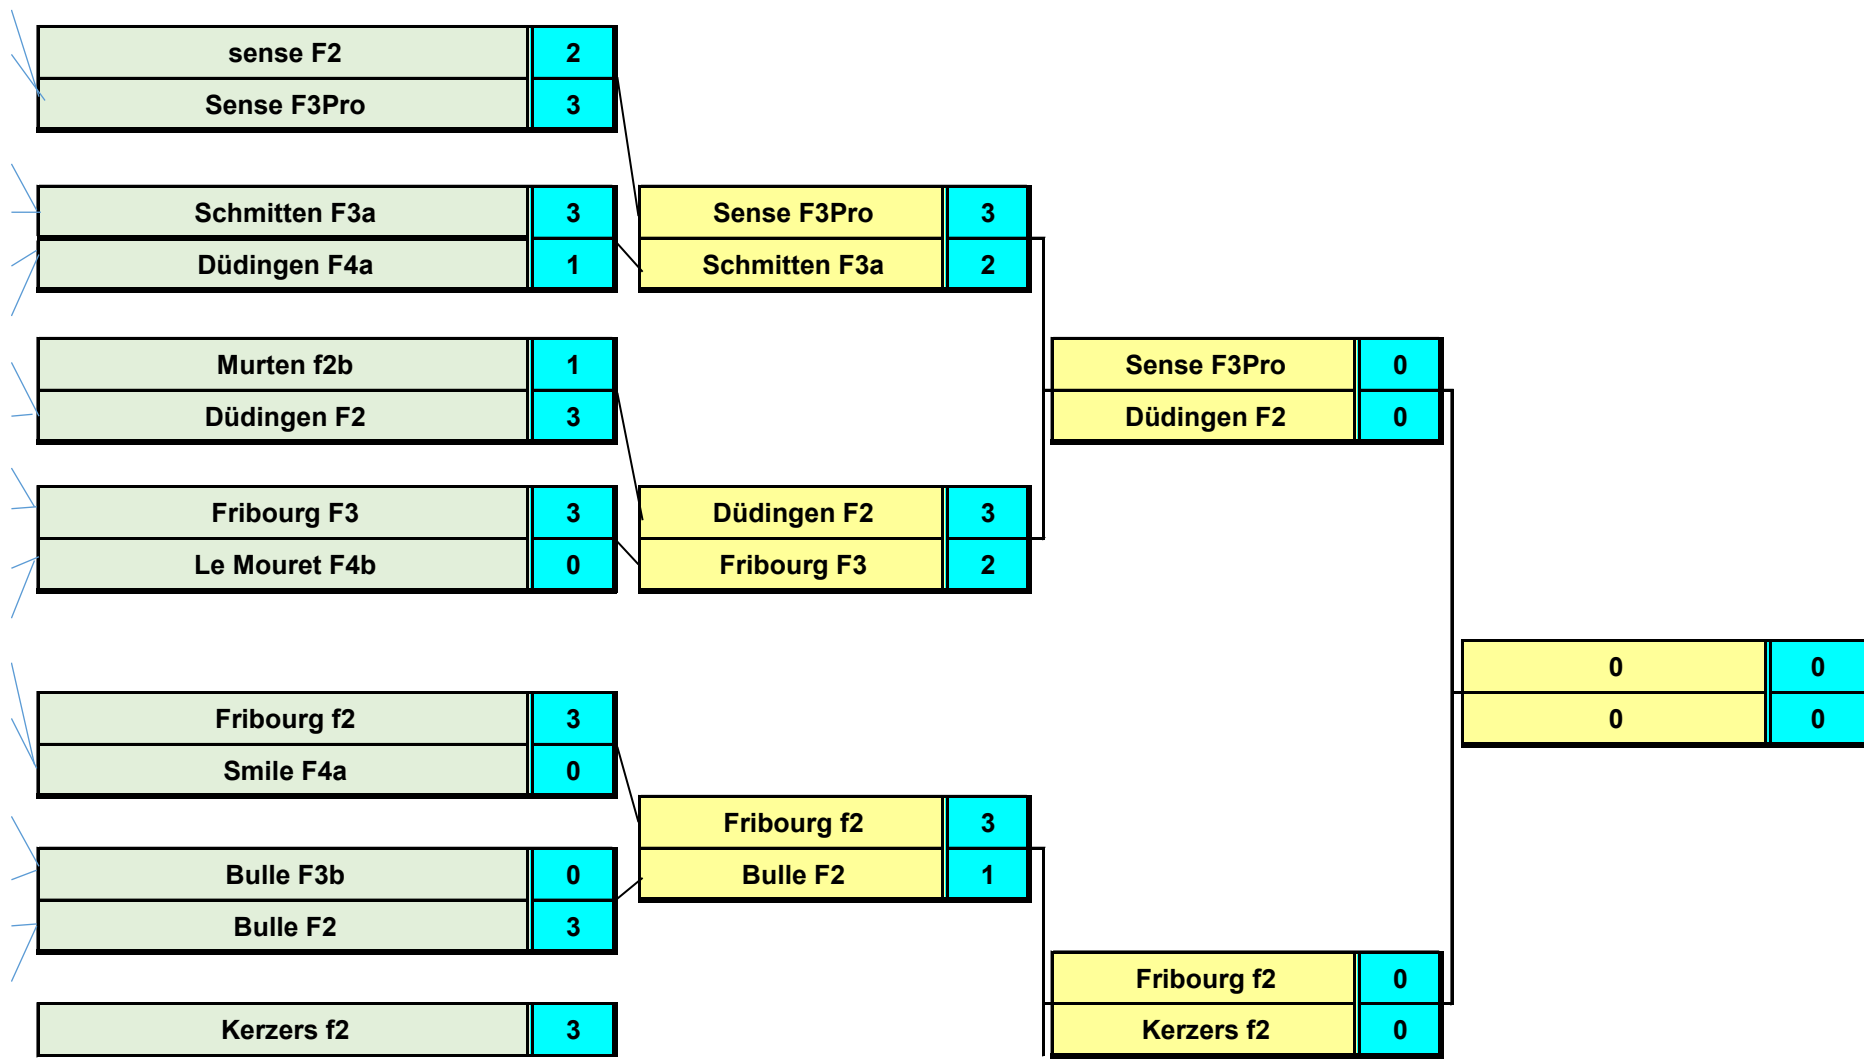 sense F2 2
Sense F3Pro 3
Schmitten F3a 3
Düdingen F4a 1
Murten f2b 1
Düdingen F2 3
Fribourg F3 3
Le Mouret F4b 0
Fribourg f2 3
Smile F4a 0
Bulle F3b 0
Bulle F2 3
Kerzers f2 3
Sense F3Pro 3
Schmitten F3a 2
Düdingen F2 3
Fribourg F3 2
Fribourg f2 3
Bulle F2 1
Sense F3Pro 0
Düdingen F2 0
Fribourg f2 0
Kerzers f2 0
0 0
0 0